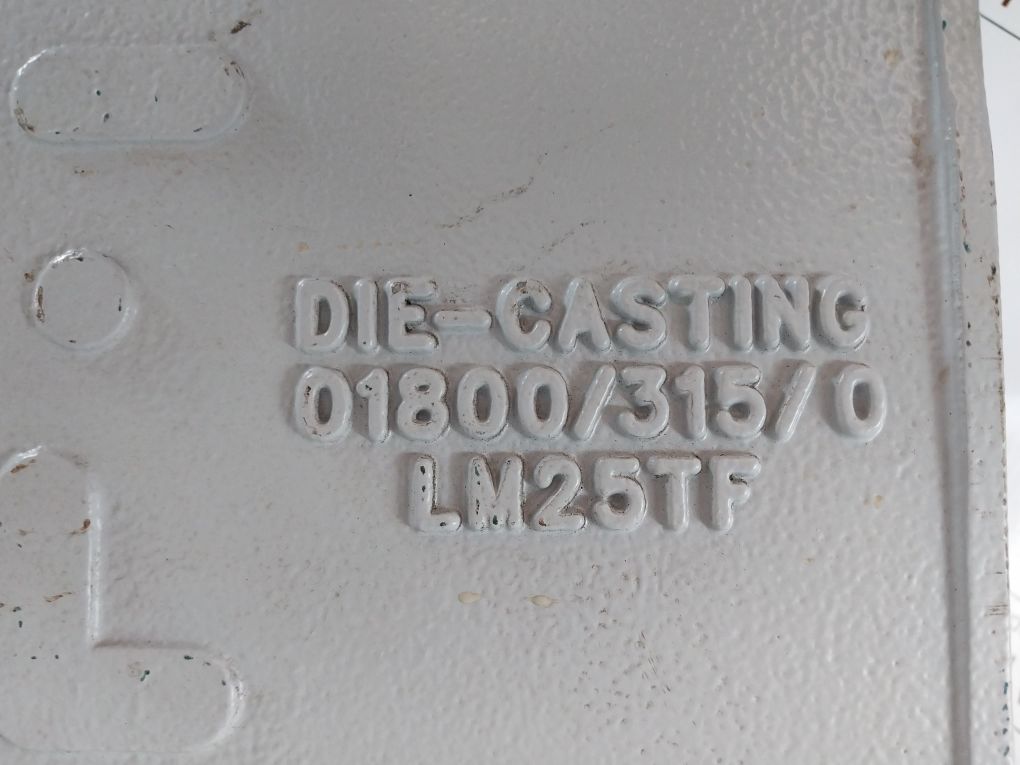 DIE-CASTING
01800/315/0
LM25TF